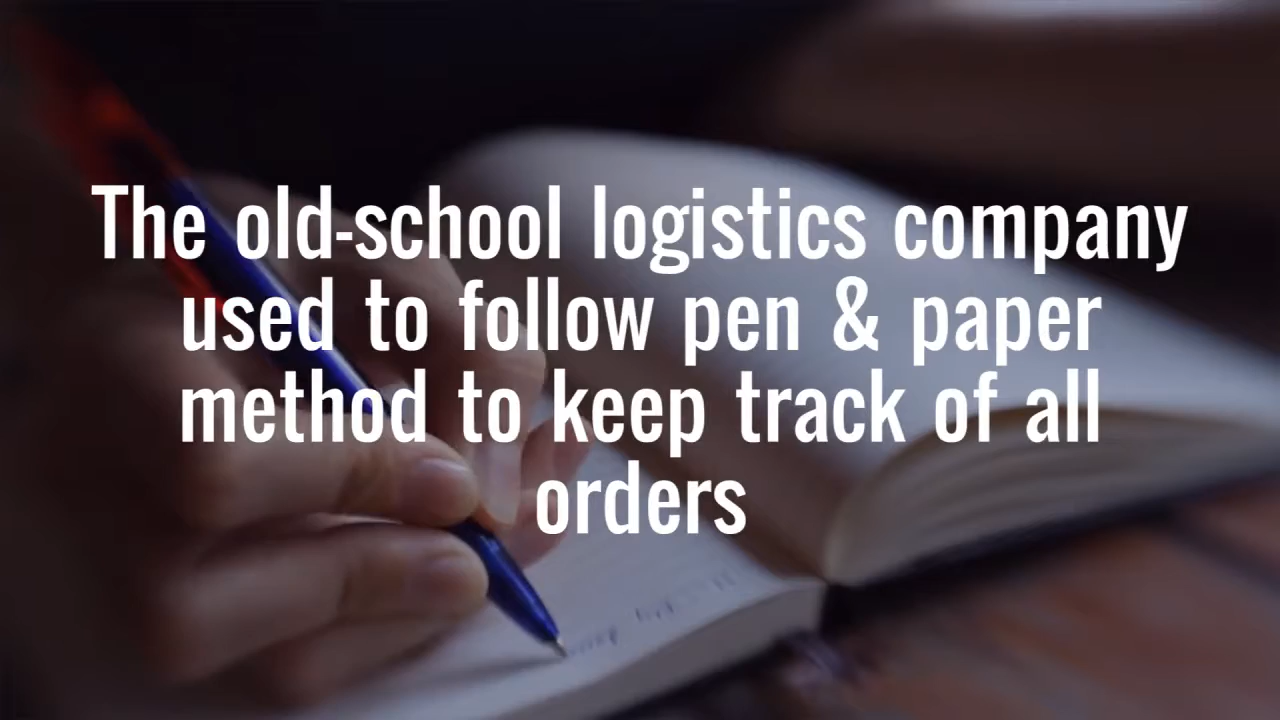 The old-school logistics company
used to follow pen & paper
method to keep track of all
orders